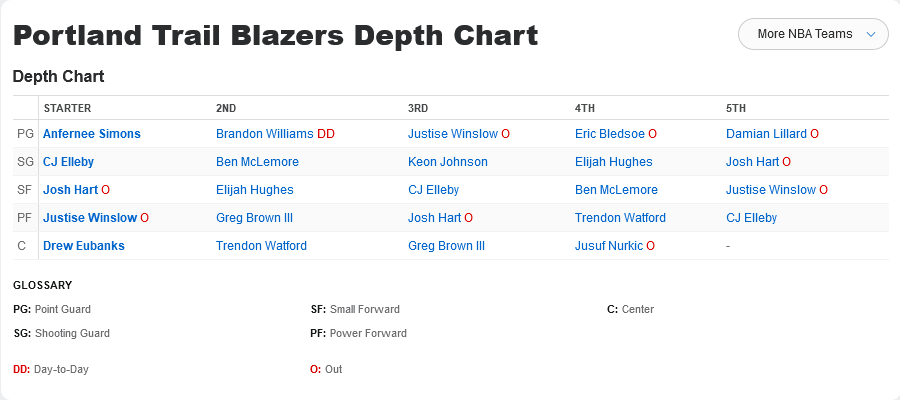 Portland Trail Blazers Depth Chart
More NBA Teams
Depth Chart
STARTER 2ND 3RD 4TH 5TH
PG Anfernee Simons Brandon Williams DD Justise Winslow O Eric Bledsoe O Damian Lillard O
SG CJ Elleby Ben McLemore Keon Johnson Elijah Hughes Josh Hart O
SF Josh Hart O Elijah Hughes CJ Elleby Ben McLemore Justise Winslow O
PF Justise Winslow O Greg Brown III Josh Hart O Trendon Watford CJ Elleby
C Drew Eubanks Trendon Watford Greg Brown III Jusuf Nurkic O -
GLOSSARY
PG: Point Guard SF: Small Forward C: Center
SG: Shooting Guard PF: Power Forward
DD: Day-to-Day O: Out